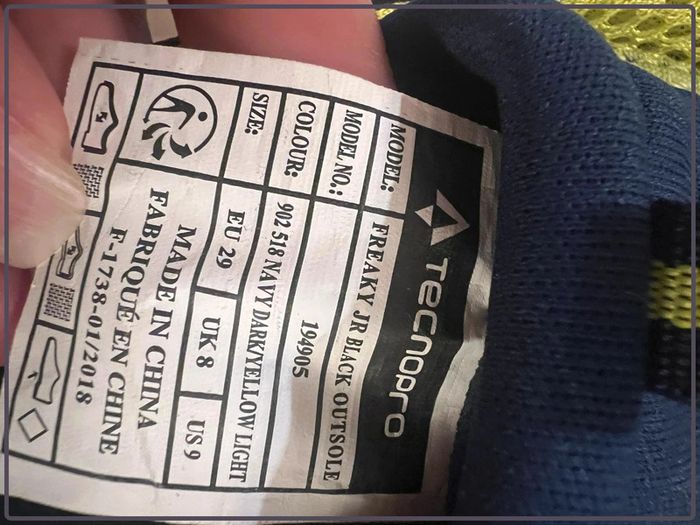 TECNOPRO
MODEL: FREAKY JR BLACK OUTSOLE
MODEL NO.: 194905
COLOUR: 902 518 NAVY DARK/YELLOW LIGHT
SIZE: EU 29 UK 8 US 9
MADE IN CHINA
FABRIQUÉ EN CHINE
F-1738-01/2018